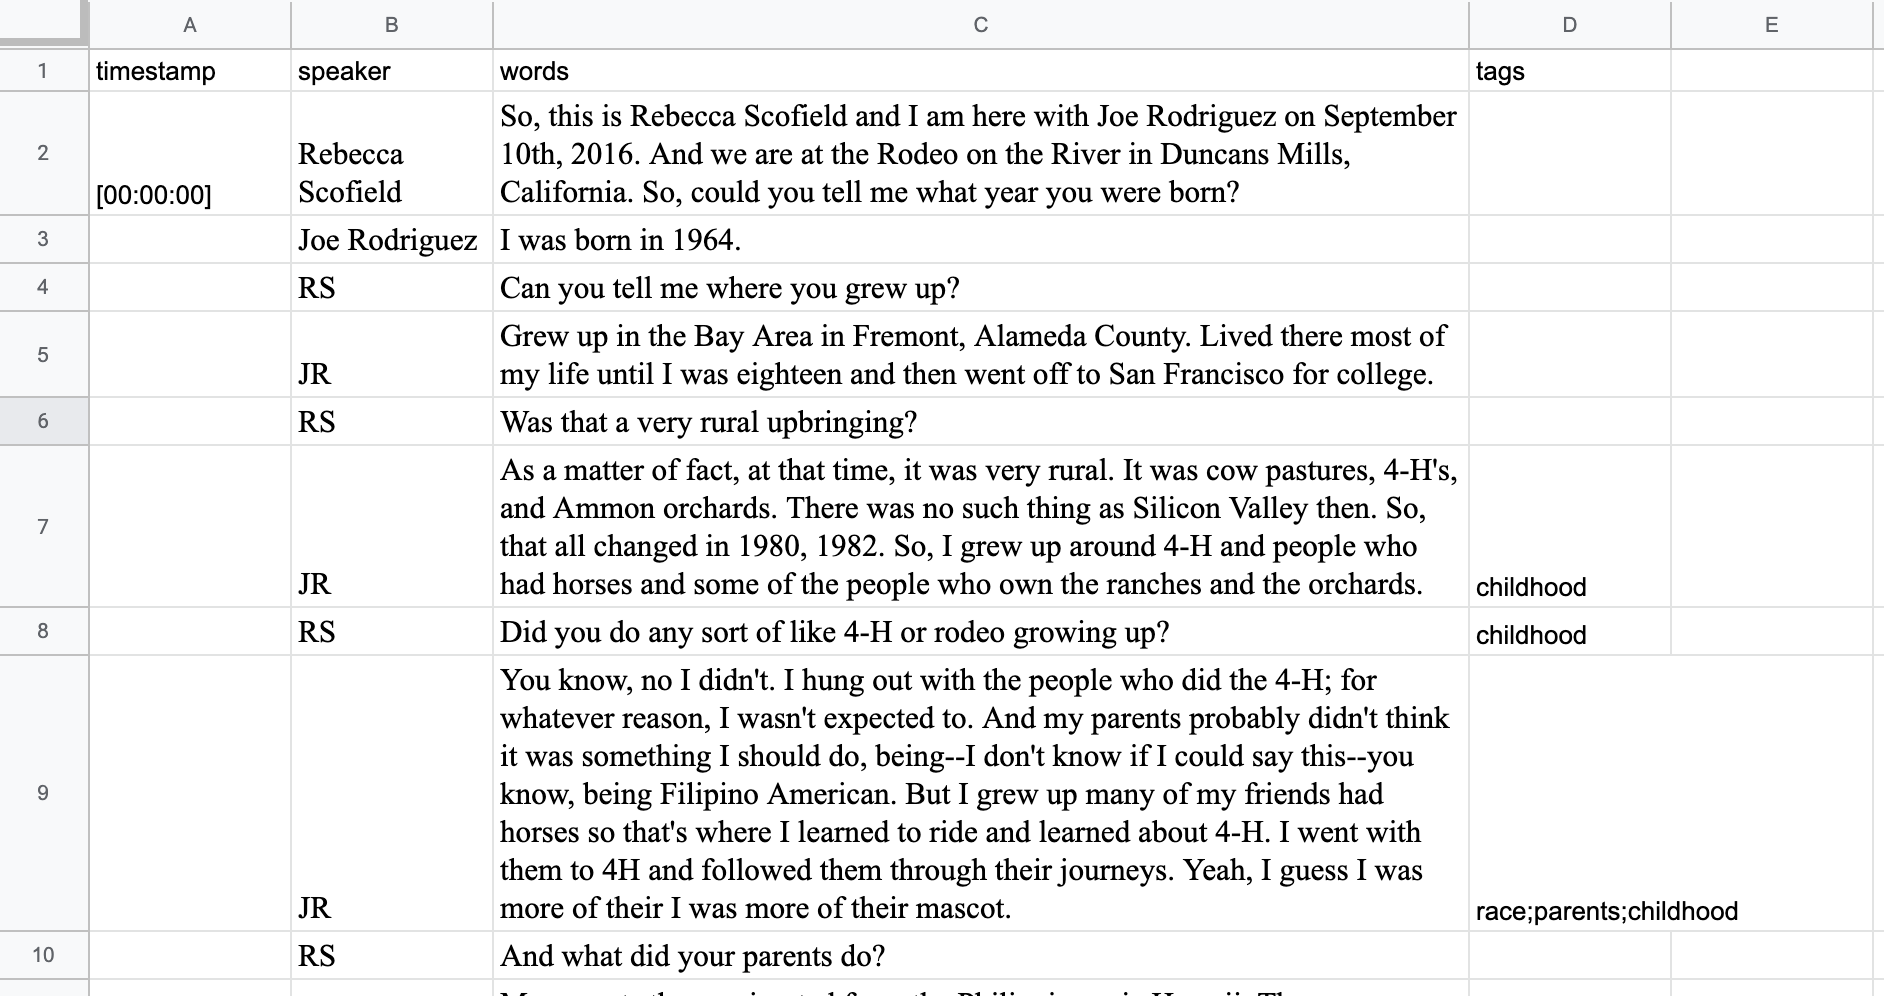 A B C D E
1 timestamp speaker words tags
So, this is Rebecca Scofield and I am here with Joe Rodriguez on September
2 Rebecca 10th, 2016. And we are at the Rodeo on the River in Duncans Mills,
[00:00:00] Scofield California. So, could you tell me what year you were born?
3 Joe Rodriguez I was born in 1964.
4 RS Can you tell me where you grew up?
Grew up in the Bay Area in Fremont, Alameda County. Lived there most of
5 JR my life until I was eighteen and then went off to San Francisco for college.
6 RS Was that a very rural upbringing?
As a matter of fact, at that time, it was very rural. It was cow pastures, 4-H's,
and Ammon orchards. There was no such thing as Silicon Valley then. So,
7 that all changed in 1980, 1982. So, I grew up around 4-H and people who
JR had horses and some of the people who own the ranches and the orchards. childhood
8 RS Did you do any sort of like 4-H or rodeo growing up? childhood
You know, no I didn't. I hung out with the people who did the 4-H; for
whatever reason, I wasn't expected to. And my parents probably didn't think
it was something I should do, being--I don't know if I could say this--you
9 know, being Filipino American. But I grew up many of my friends had
horses so that's where I learned to ride and learned about 4-H. I went with
them to 4H and followed them through their journeys. Yeah, I guess I was
JR more of their I was more of their mascot. race;parents;childhood
10 RS And what did your parents do?